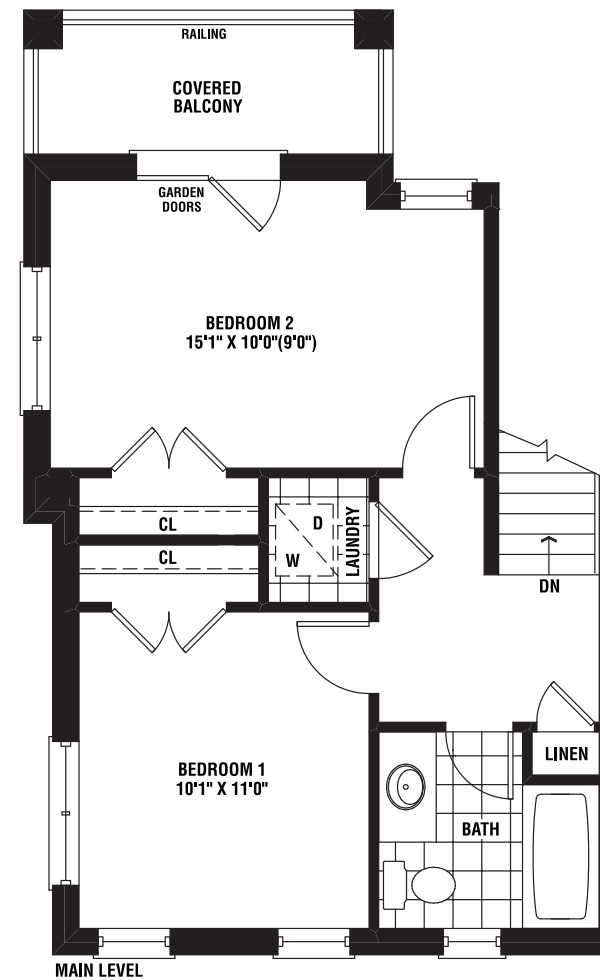 RAILING
COVERED
BALCONY
GARDEN
DOORS
BEDROOM 2
15'1" X 10'0"(9'0")
CL
D
W
LAUNDRY
CL
DN
BEDROOM 1
10'1" X 11'0"
LINEN
BATH
MAIN LEVEL